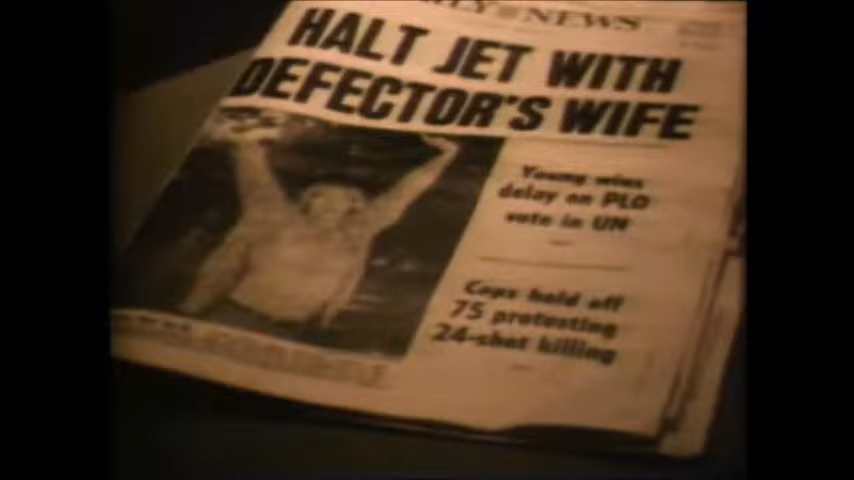 NEWS
HALT JET WITH
DEFECTOR'S WIFE
Young wins
delay on PLO
vote in UN
Cops hold off
75 protesting
24-shot killing